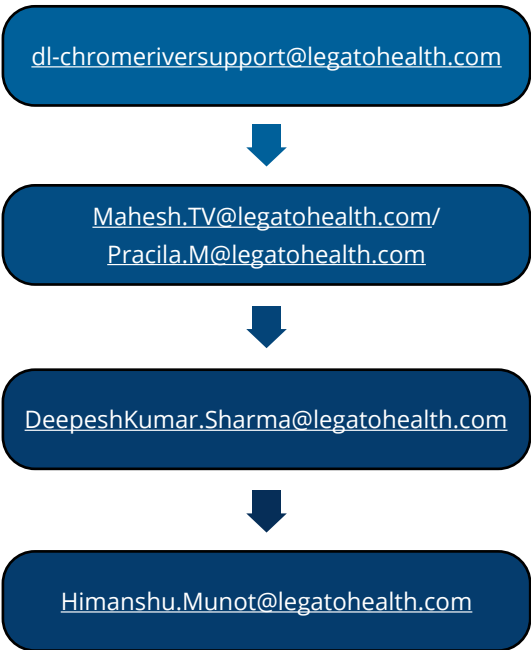 dl-chromeriversupport@legatohealth.com
Mahesh.TV@legatohealth.com/
Pracila.M@legatohealth.com
DeepeshKumar.Sharma@legatohealth.com
Himanshu.Munot@legatohealth.com